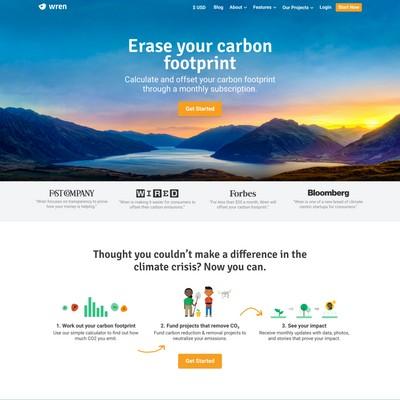 wren
$ USD Blog About Features Our Projects Login Start Now
Erase your carbon
footprint
Calculate and offset your carbon footprint
through a monthly subscription.
Get Started
FAST COMPANY
"Wren focuses on transparency to prove
how your money is helping."
WIRED
"Wren is making it easier for consumers to
offset their carbon emissions."
Forbes
"For less than $30 a month, Wren will
offset your carbon footprint."
Bloomberg
"Wren is one of a new breed of climate
centric startups for consumers."
Thought you couldn't make a difference in the
climate crisis? Now you can.
1. Work out your carbon footprint
Use our simple calculator to find out how
much CO2 you emit.
2. Fund projects that remove CO₂
Fund carbon reduction & removal projects to
neutralize your emissions.
3. See your impact
Receive monthly updates with data, photos,
and stories that prove your impact.
Get Started